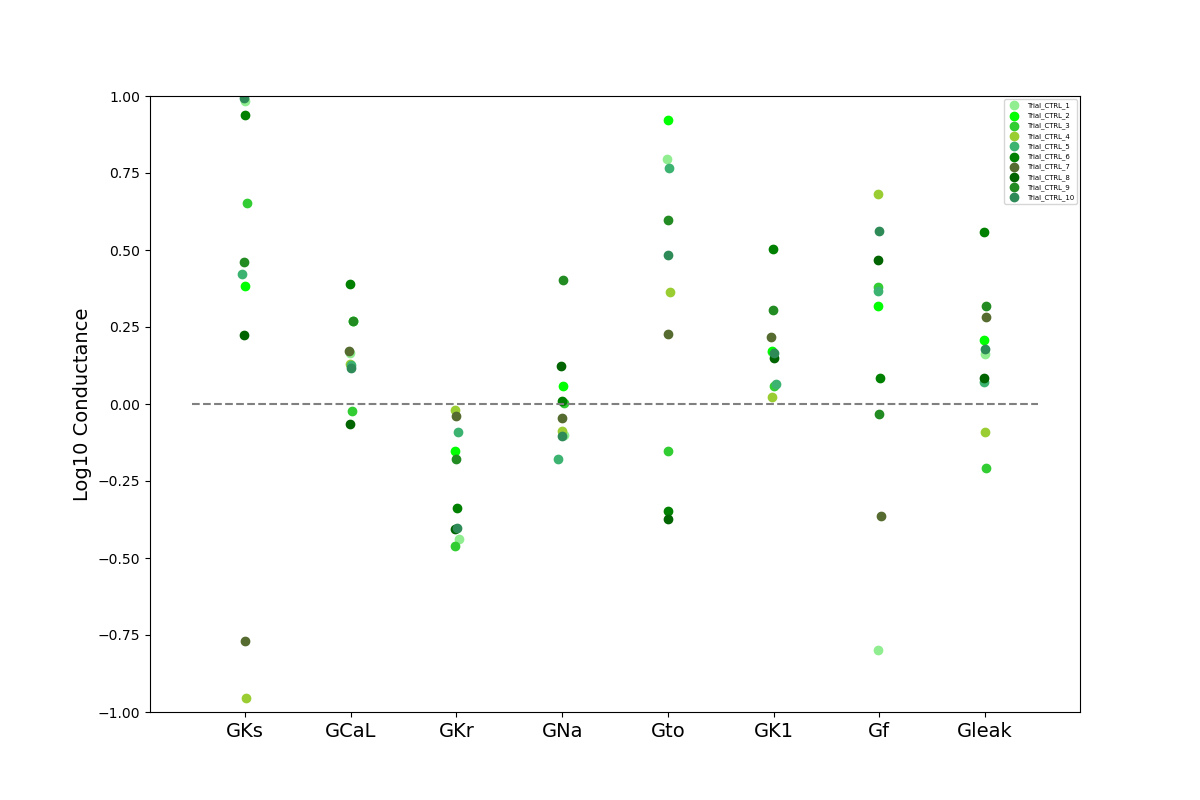 1.00
0.75
0.50
0.25
0.00
−0.25
−0.50
−0.75
−1.00
Log10 Conductance
GKs GCaL GKr GNa Gto GK1 Gf Gleak
Trial_CTRL_1
Trial_CTRL_2
Trial_CTRL_3
Trial_CTRL_4
Trial_CTRL_5
Trial_CTRL_6
Trial_CTRL_7
Trial_CTRL_8
Trial_CTRL_9
Trial_CTRL_10